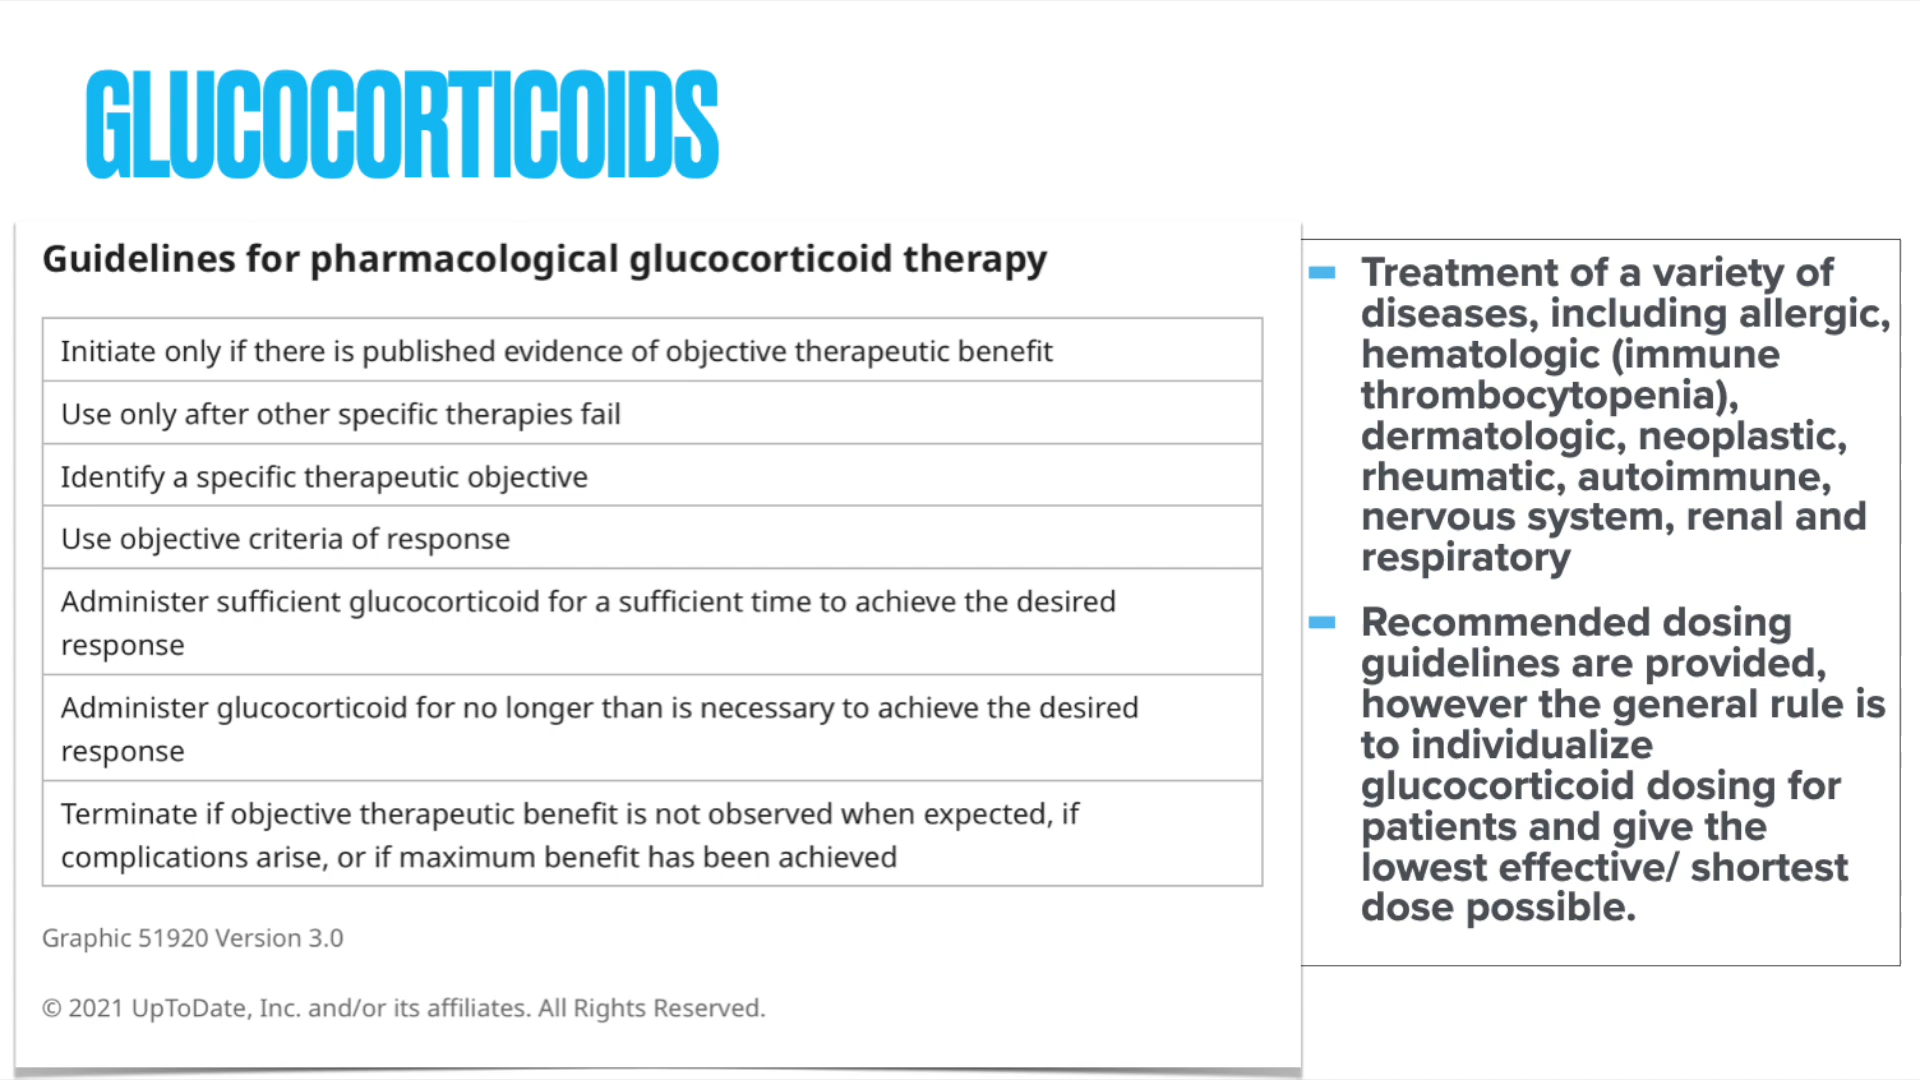 GLUCOCORTICOIDS
Guidelines for pharmacological glucocorticoid therapy
Initiate only if there is published evidence of objective therapeutic benefit
Use only after other specific therapies fail
Identify a specific therapeutic objective
Use objective criteria of response
Administer sufficient glucocorticoid for a sufficient time to achieve the desired
response
Administer glucocorticoid for no longer than is necessary to achieve the desired
response
Terminate if objective therapeutic benefit is not observed when expected, if
complications arise, or if maximum benefit has been achieved
Graphic 51920 Version 3.0
© 2021 UpToDate, Inc. and/or its affiliates. All Rights Reserved.
Treatment of a variety of
diseases, including allergic,
hematologic (immune
thrombocytopenia),
dermatologic, neoplastic,
rheumatic, autoimmune,
nervous system, renal and
respiratory
Recommended dosing
guidelines are provided,
however the general rule is
to individualize
glucocorticoid dosing for
patients and give the
lowest effective/ shortest
dose possible.